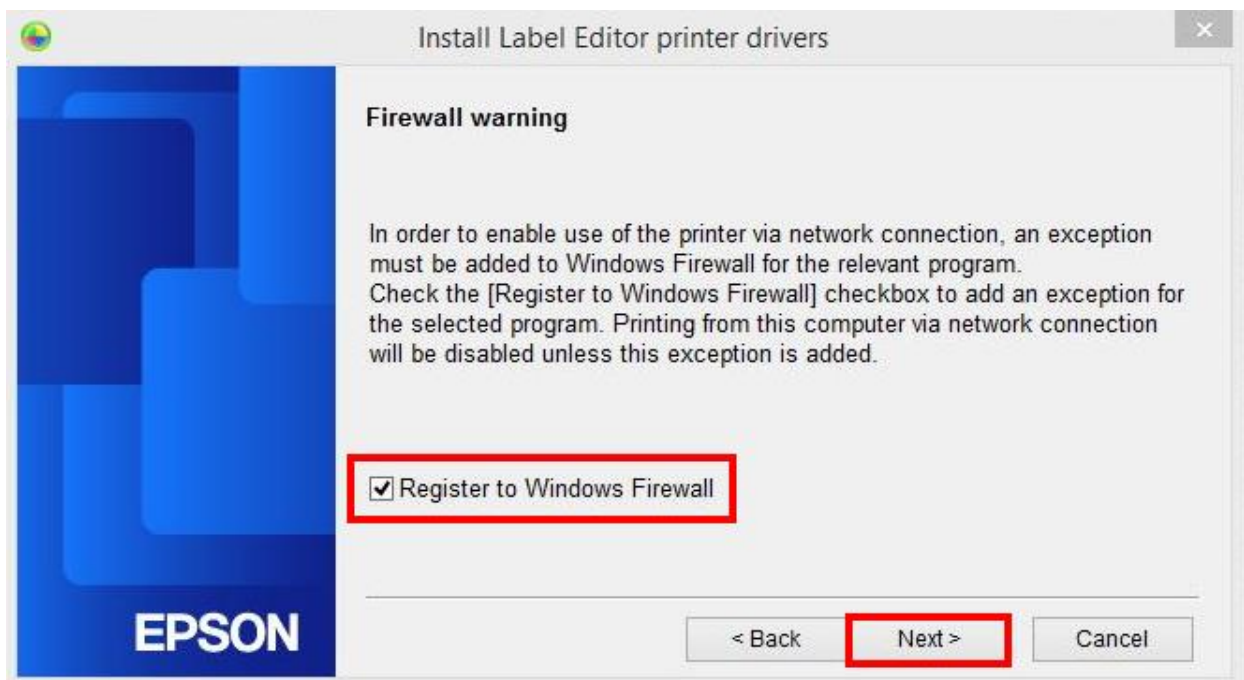 Install Label Editor printer drivers
Firewall warning
In order to enable use of the printer via network connection, an exception
must be added to Windows Firewall for the relevant program.
Check the [Register to Windows Firewall] checkbox to add an exception for
the selected program. Printing from this computer via network connection
will be disabled unless this exception is added.
Register to Windows Firewall
EPSON
< Back Next > Cancel